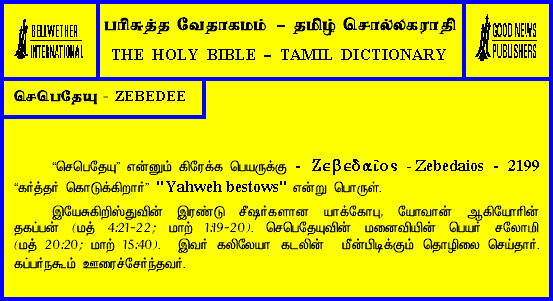 BELLWETHER
INTERNATIONAL
பரிசுத்த வேதாகமம் – தமிழ் சொல்லகராதி
THE HOLY BIBLE – TAMIL DICTIONARY
GOOD NEWS
PUBLISHERS
செபெதேயு - ZEBEDEE
“செபெதேயு” என்னும் கிரேக்க பெயருக்கு - Ζεβεδαῖος - Zebedaios - 2199
“கர்த்தர் கொடுக்கிறார்” "Yahweh bestows" என்று பொருள்.
இயேசுகிறிஸ்துவின் இரண்டு சீஷர்களான யாக்கோபு, யோவான் ஆகியோரின்
தகப்பன் (மத் 4:21-22; மாற் 1:19-20). செபெதேயுவின் மனைவியின் பெயர் சலோமி
(மத் 20:20; மாற் 15:40). இவர் கலிலேயா கடலின் மீன்பிடிக்கும் தொழிலை செய்தார்.
கப்பர்நகூம் ஊரைச்சேர்ந்தவர்.